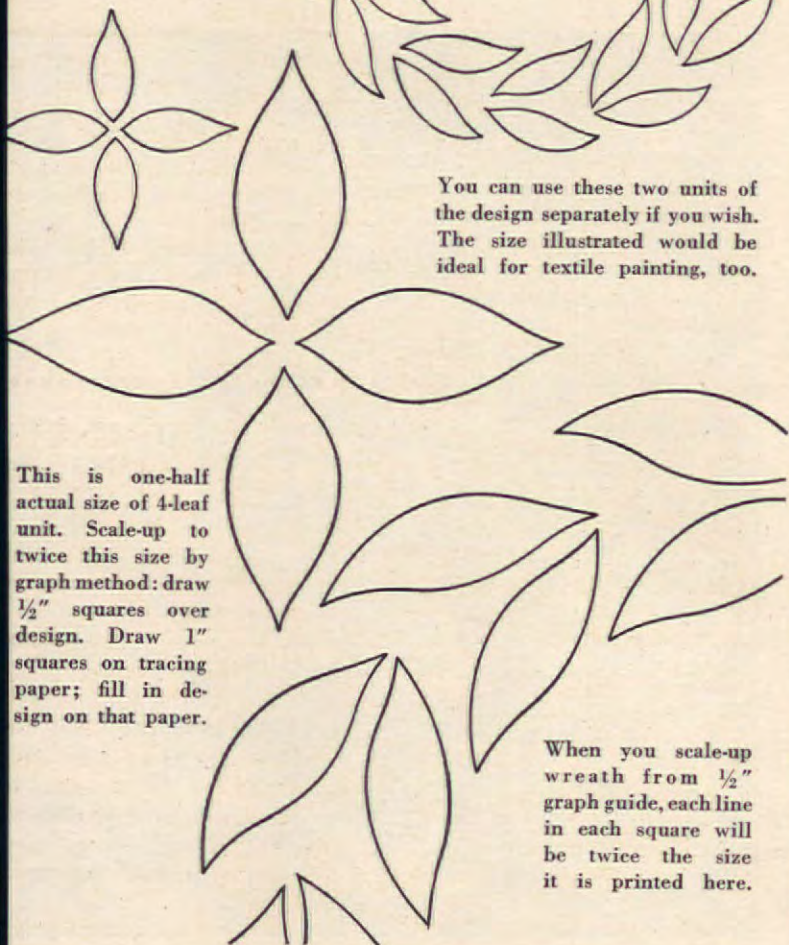 You can use these two units of
the design separately if you wish.
The size illustrated would be
ideal for textile painting, too.
This is one-half
actual size of 4-leaf
unit. Scale-up to
twice this size by
graph method: draw
½″ squares over
design. Draw 1″
squares on tracing
paper; fill in de-
sign on that paper.
When you scale-up
wreath from ½″
graph guide, each line
in each square will
be twice the size
it is printed here.